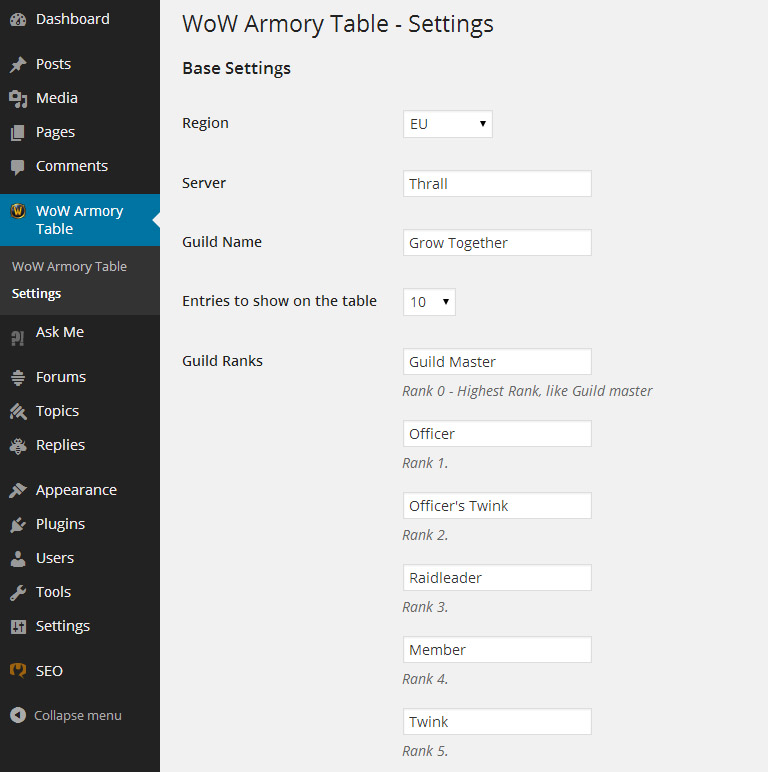 Dashboard
Posts
Media
Pages
Comments
WoW Armory
Table
WoW Armory Table
Settings
Ask Me
Forums
Topics
Replies
Appearance
Plugins
Users
Tools
Settings
SEO
Collapse menu
WoW Armory Table - Settings
Base Settings
Region
EU
Server
Thrall
Guild Name
Grow Together
Entries to show on the table
10
Guild Ranks
Guild Master
Rank 0 - Highest Rank, like Guild master
Officer
Rank 1.
Officer's Twink
Rank 2.
Raidleader
Rank 3.
Member
Rank 4.
Twink
Rank 5.